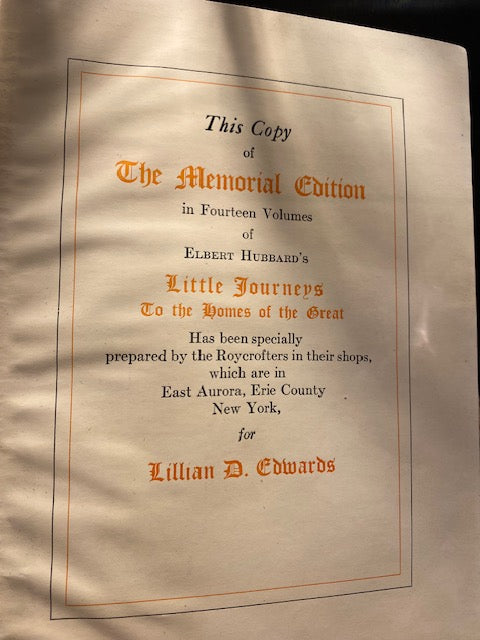 This Copy
of
The Memorial Edition
in Fourteen Volumes
of
ELBERT HUBBARD'S
Little Journeys
To the Homes of the Great
Has been specially
prepared by the Roycrofters in their shops,
which are in
East Aurora, Erie County
New York,
for
Lillian D. Edwards